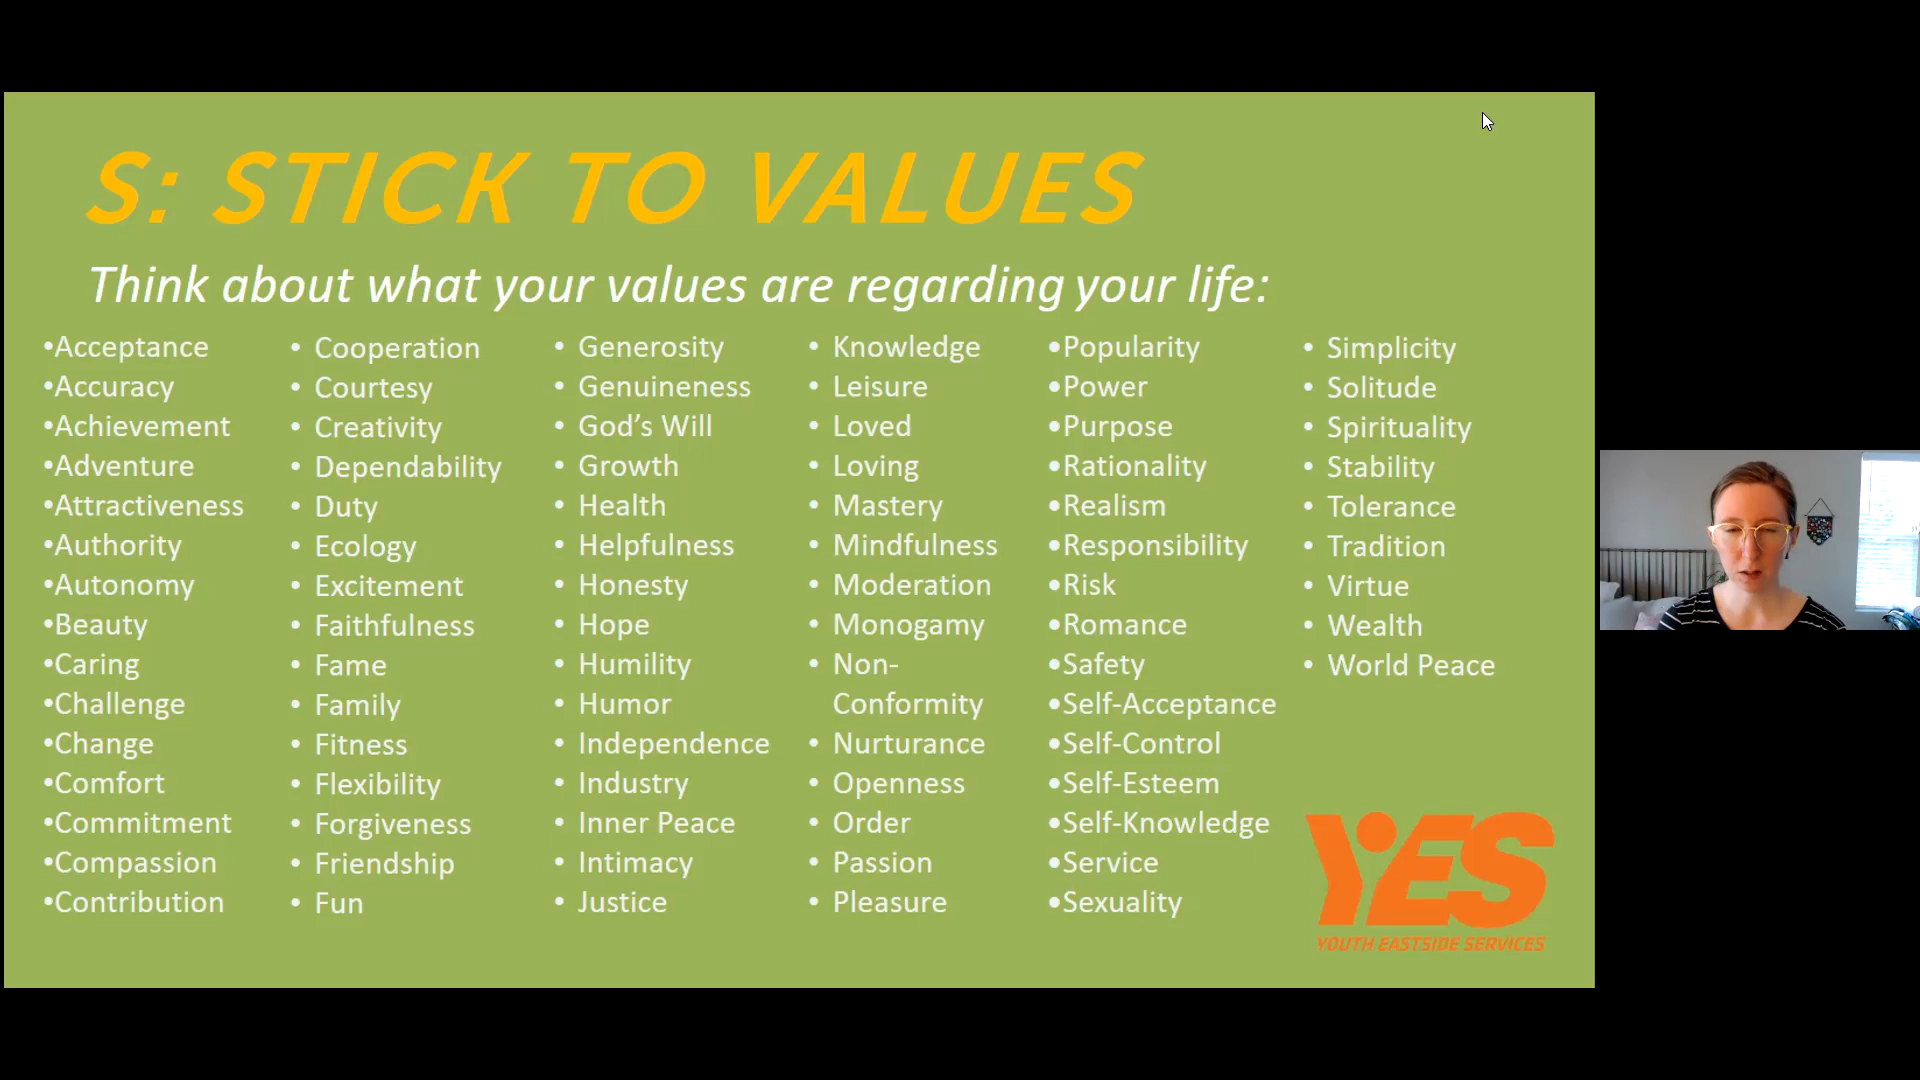 S: STICK TO VALUES
Think about what your values are regarding your life:
•Acceptance
•Accuracy
•Achievement
•Adventure
•Attractiveness
•Authority
•Autonomy
•Beauty
•Caring
•Challenge
•Change
•Comfort
•Commitment
•Compassion
•Contribution
• Cooperation
• Courtesy
• Creativity
• Dependability
• Duty
• Ecology
• Excitement
• Faithfulness
• Fame
• Family
• Fitness
• Flexibility
• Forgiveness
• Friendship
• Fun
• Generosity
• Genuineness
• God’s Will
• Growth
• Health
• Helpfulness
• Honesty
• Hope
• Humility
• Humor
• Independence
• Industry
• Inner Peace
• Intimacy
• Justice
• Knowledge
• Leisure
• Loved
• Loving
• Mastery
• Mindfulness
• Moderation
• Monogamy
• Non-
Conformity
• Nurturance
• Openness
• Order
• Passion
• Pleasure
•Popularity
•Power
•Purpose
•Rationality
•Realism
•Responsibility
•Risk
•Romance
•Safety
•Self-Acceptance
•Self-Control
•Self-Esteem
•Self-Knowledge
•Service
•Sexuality
• Simplicity
• Solitude
• Spirituality
• Stability
• Tolerance
• Tradition
• Virtue
• Wealth
• World Peace
YES
YOUTH EASTSIDE SERVICES